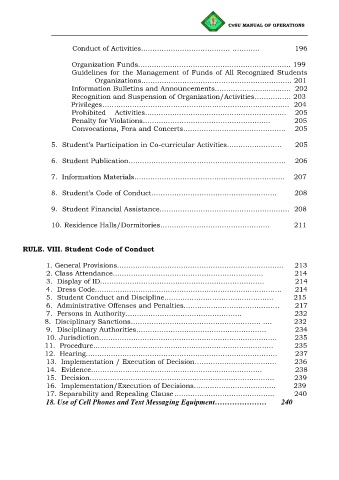 CvSU MANUAL OF OPERATIONS
Conduct of Activities…………………………………… ………… 196
Organization Funds………………………………………………………… 199
Guidelines for the Management of Funds of All Recognized Students
Organizations………………………………………………………… 201
Information Bulletins and Announcements……………………………… 202
Recognition and Suspension of Organization/Activities……………… 203
Privileges………………………………………………………………………… 204
Prohibited Activities………………………………………………………… 205
Penalty for Violations……………………………………………………… 205
Convocations, Fora and Concerts………………………………………… 205
5. Student's Participation in Co-curricular Activities…………………… 205
6. Student Publication……………………………………………………………… 206
7. Information Materials…………………………………………………………… 207
8. Student's Code of Conduct…………………………………………………… 208
9. Student Financial Assistance……………………………………………………… 208
10. Residence Halls/Dormitories……………………………………………… 211
RULE. VIII. Student Code of Conduct
1. General Provisions……………………………………………………………………… 213
2. Class Attendance……………………………………………………………… 214
3. Display of ID…………………………………………………………………… 214
4. Dress Code………………………………………………………………………… 214
5. Student Conduct and Discipline……………………………………………… 215
6. Administrative Offenses and Penalties……………………………………… 217
7. Persons in Authority………………………………………………… 232
8. Disciplinary Sanctions……………………………………………………… …. 232
9. Disciplinary Authorities……………………………………………………… 234
10. Jurisdiction…………………………………………………………………………… 235
11. Procedure……………………………………………………………………………… 235
12. Hearing………………………………………………………………………………… 237
13. Implementation / Execution of Decision………………………………… 236
14. Evidence………………………………………………………………………… 238
15. Decision……………………………………………………………………………… 239
16. Implementation/Execution of Decisions………………………………… 239
17. Separability and Repealing Clause………………………………………… 240
18. Use of Cell Phones and Text Messaging Equipment………………… 240